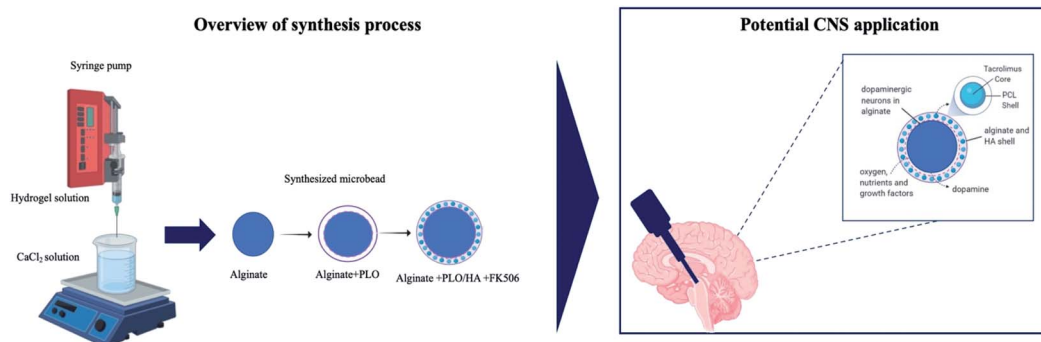 Overview of synthesis process
Syringe pump
Hydrogel solution
CaCl₂ solution
Synthesized microbead
Alginate
Alginate+PLO
Alginate +PLO/HA +FK506
Potential CNS application
Tacrolimus
Core
PCL
Shell
dopaminergic
neurons in
alginate
alginate and
HA shell
oxygen,
nutrients and
growth factors
dopamine